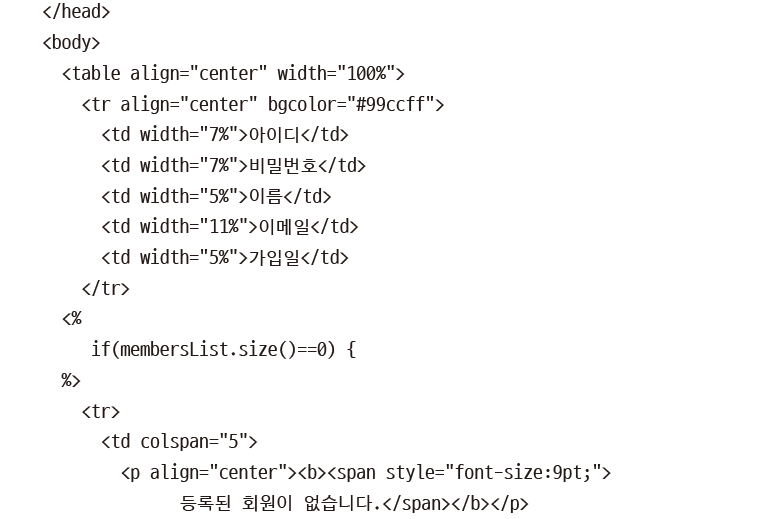 </head>
<body>
<table align="center" width="100%">
<tr align="center" bgcolor="#99ccff">
<td width="7%">아이디</td>
<td width="7%">비밀번호</td>
<td width="5%">이름</td>
<td width="11%">이메일</td>
<td width="5%">가입일</td>
</tr>
<%
if(membersList.size()==0) {
%>
<tr>
<td colspan="5">
<p align="center"><b><span style="font-size:9pt;">
등록된 회원이 없습니다.</span></b></p>